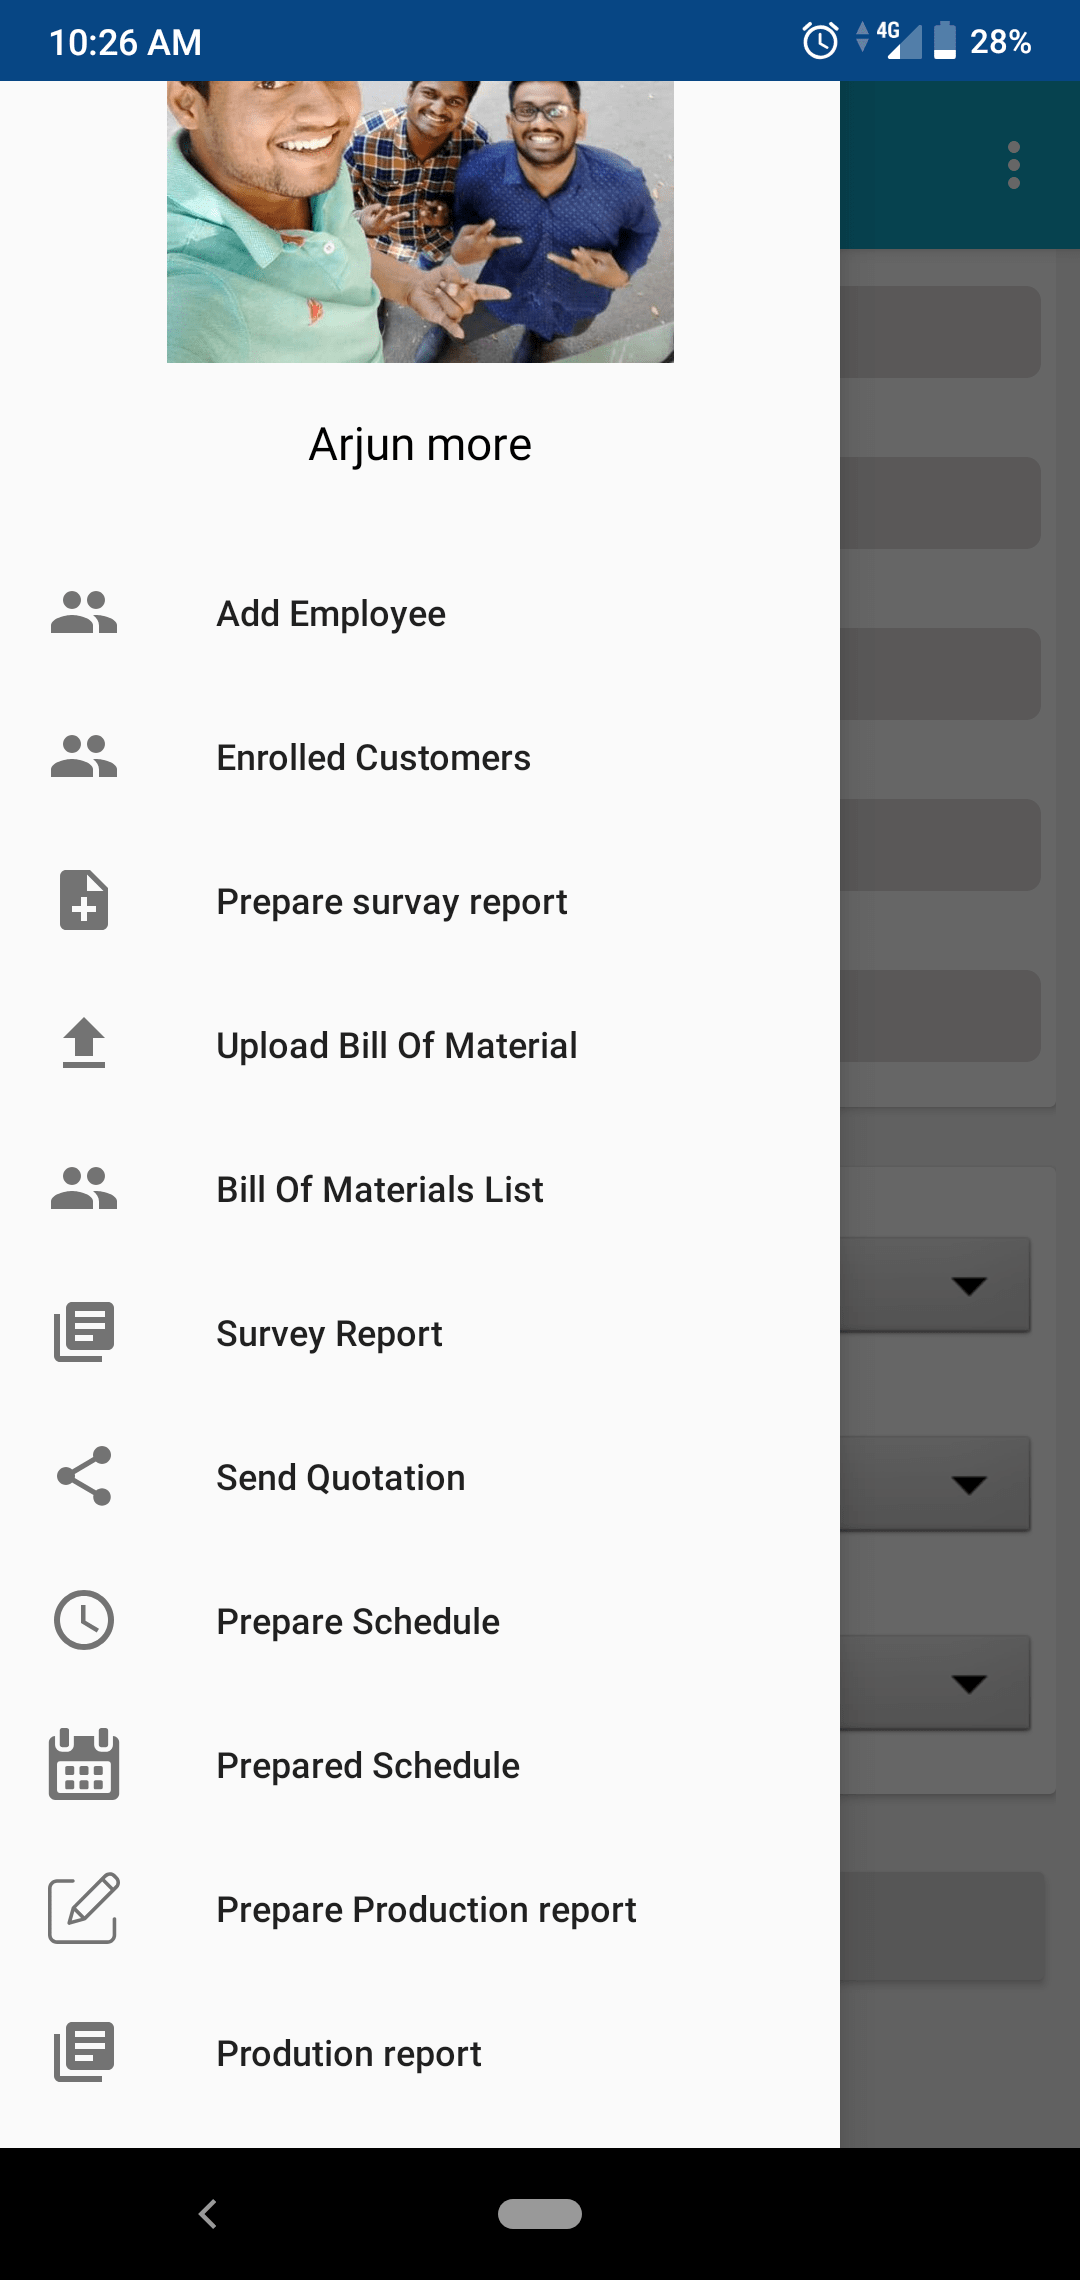 10:26 AM
4G
28%
Arjun more
Add Employee
Enrolled Customers
Prepare survay report
Upload Bill Of Material
Bill Of Materials List
Survey Report
Send Quotation
Prepare Schedule
Prepared Schedule
Prepare Production report
Prodution report